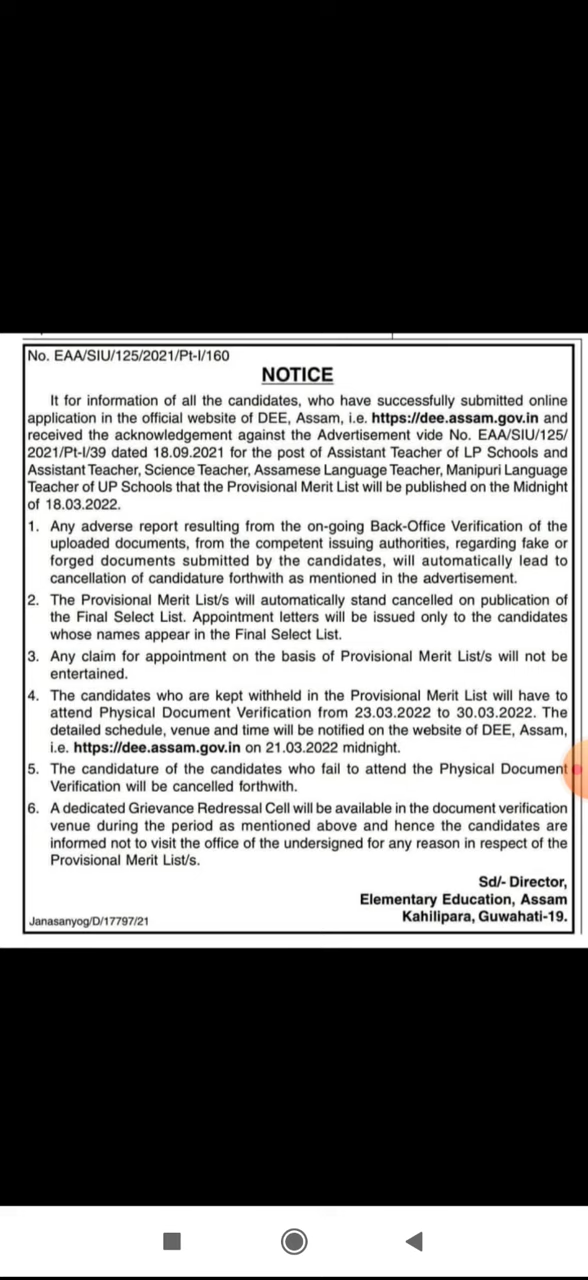 No. EAA/SIU/125/2021/Pt-I/160
NOTICE
It for information of all the candidates, who have successfully submitted online
application in the official website of DEE, Assam, i.e. https://dee.assam.gov.in and
received the acknowledgement against the Advertisement vide No. EAA/SIU/125/
2021/Pt-I/39 dated 18.09.2021 for the post of Assistant Teacher of LP Schools and
Assistant Teacher, Science Teacher, Assamese Language Teacher, Manipuri Language
Teacher of UP Schools that the Provisional Merit List will be published on the Midnight
of 18.03.2022.
1. Any adverse report resulting from the on-going Back-Office Verification of the
uploaded documents, from the competent issuing authorities, regarding fake or
forged documents submitted by the candidates, will automatically lead to
cancellation of candidature forthwith as mentioned in the advertisement.
2. The Provisional Merit List/s will automatically stand cancelled on publication of
the Final Select List. Appointment letters will be issued only to the candidates
whose names appear in the Final Select List.
3. Any claim for appointment on the basis of Provisional Merit List/s will not be
entertained.
4. The candidates who are kept withheld in the Provisional Merit List will have to
attend Physical Document Verification from 23.03.2022 to 30.03.2022. The
detailed schedule, venue and time will be notified on the website of DEE, Assam,
i.e. https://dee.assam.gov.in on 21.03.2022 midnight.
5. The candidature of the candidates who fail to attend the Physical Document
Verification will be cancelled forthwith.
6. A dedicated Grievance Redressal Cell will be available in the document verification
venue during the period as mentioned above and hence the candidates are
informed not to visit the office of the undersigned for any reason in respect of the
Provisional Merit List/s.
Sd/- Director,
Elementary Education, Assam
Kahilipara, Guwahati-19.
Janasanyog/D/17797/21